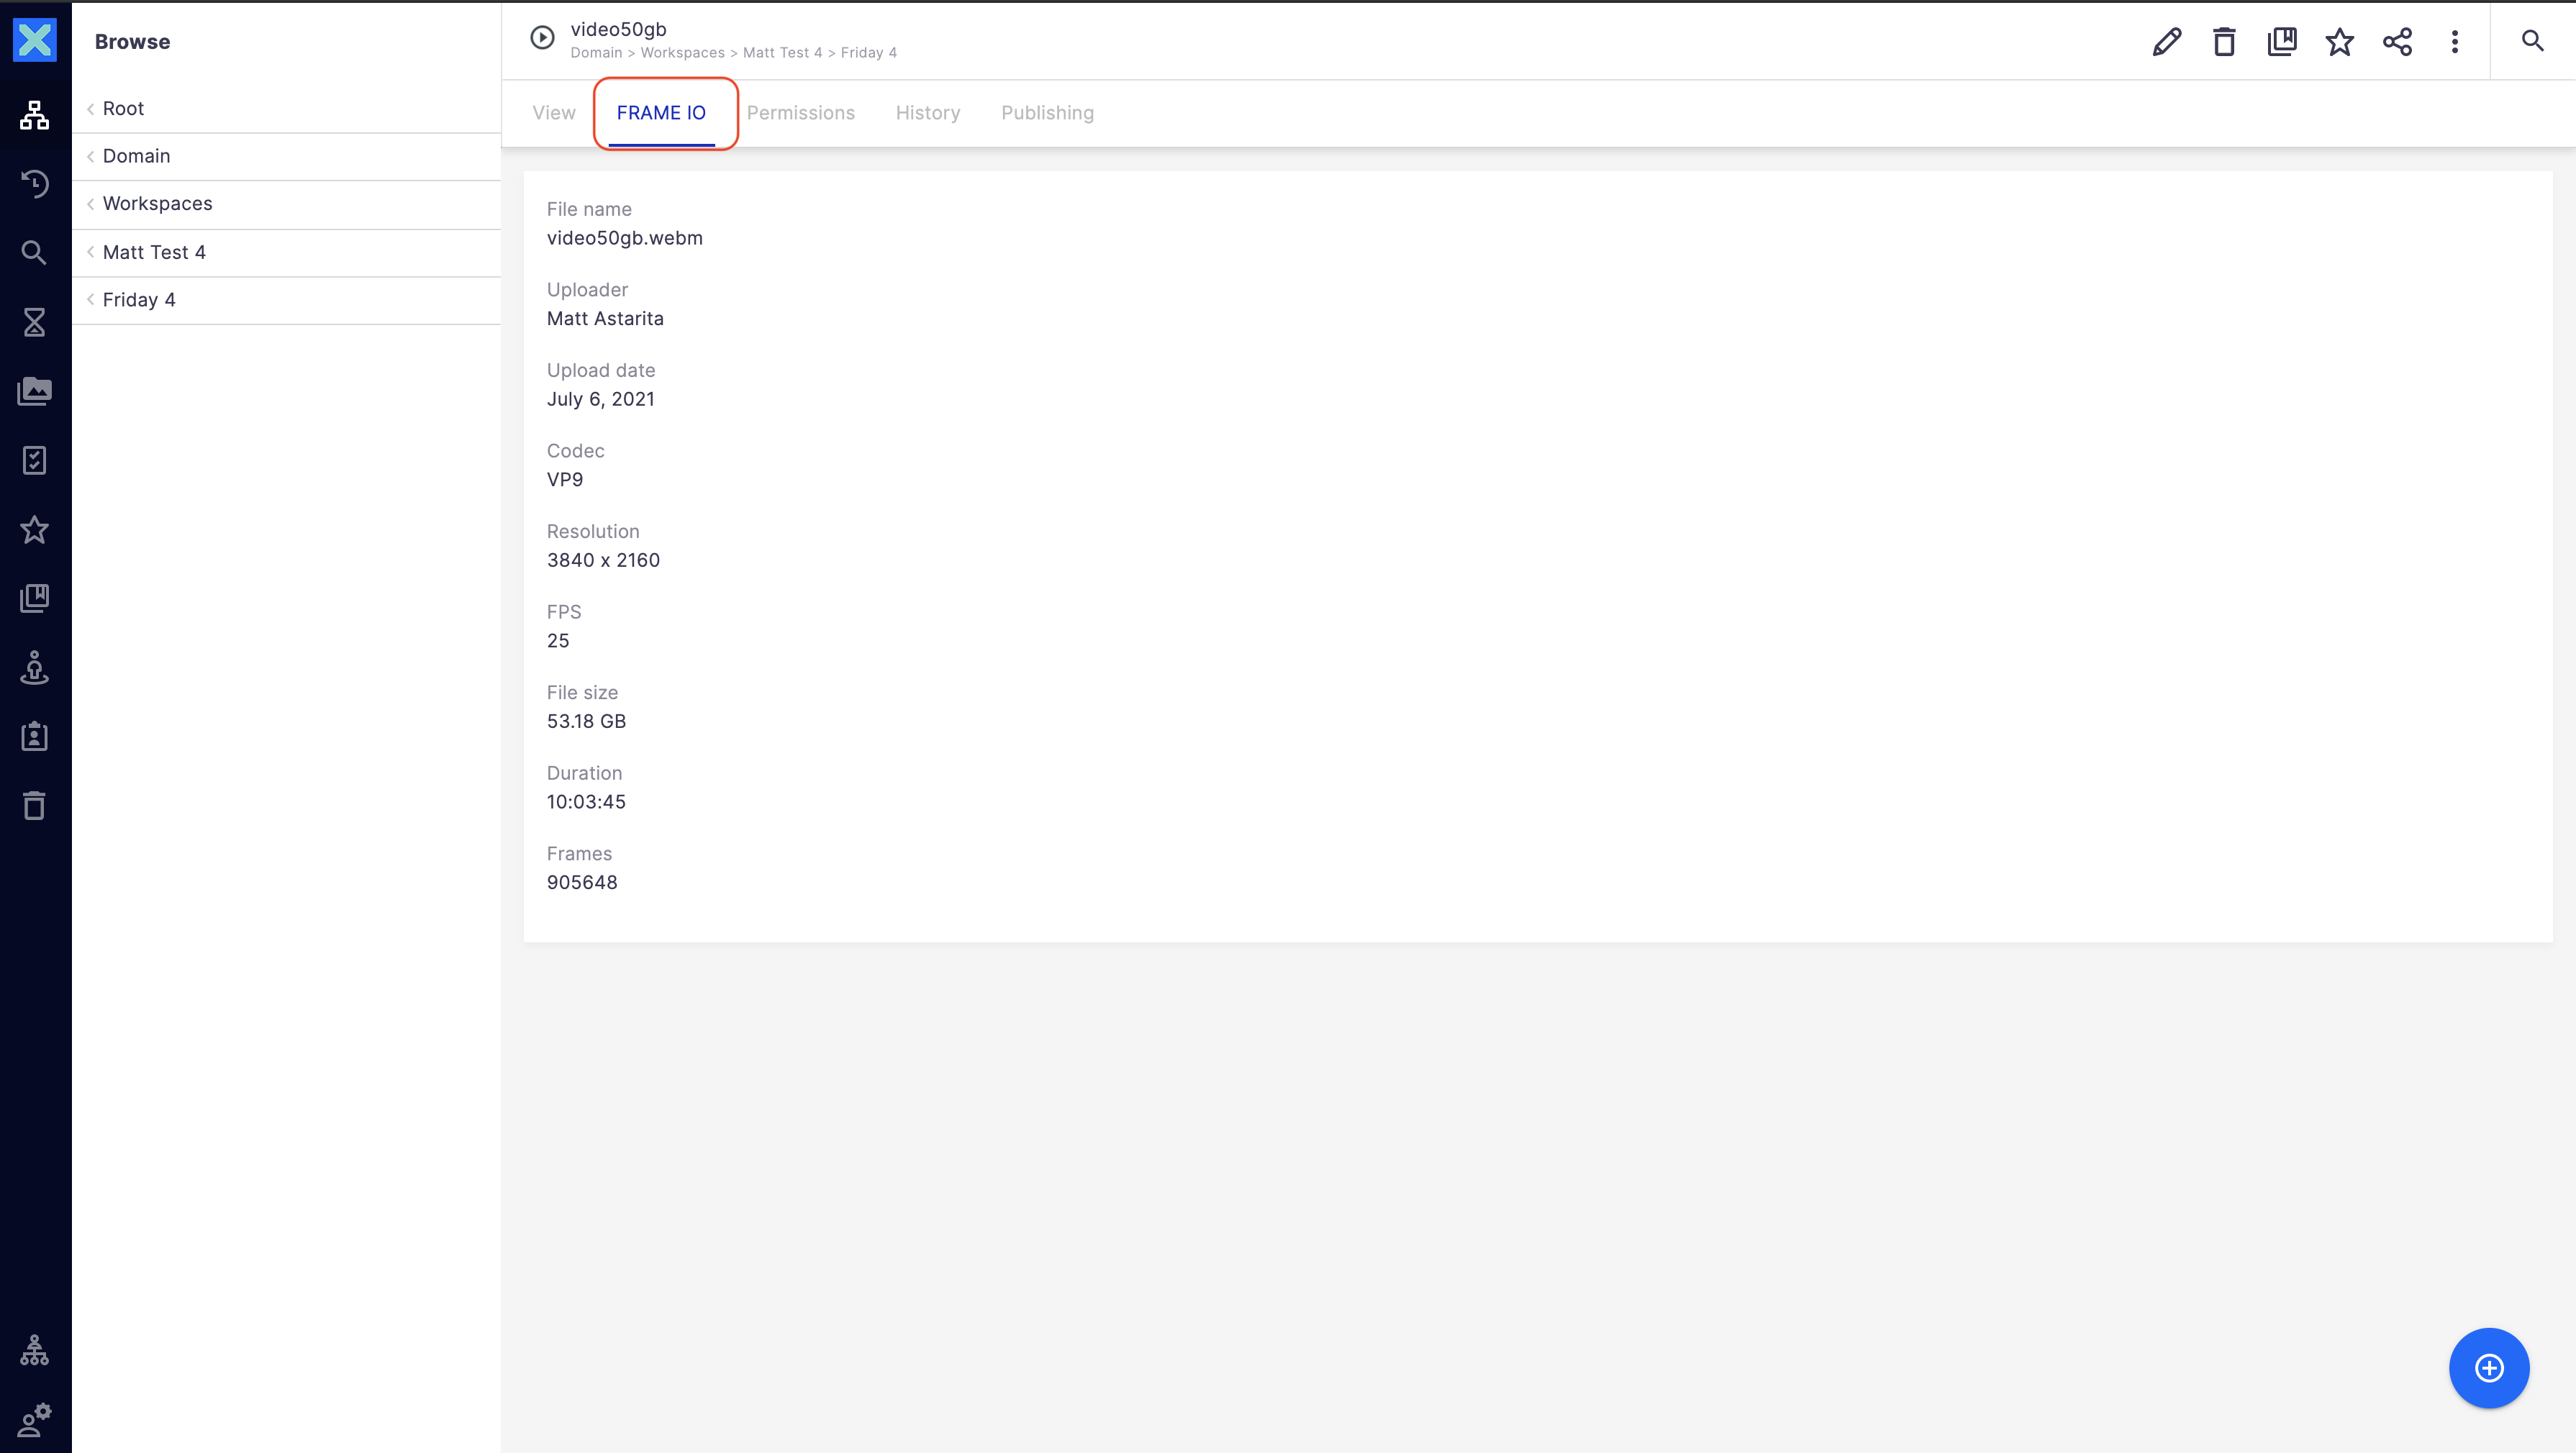 Browse
Root
Domain
Workspaces
Matt Test 4
Friday 4
video50gb
Domain > Workspaces > Matt Test 4 > Friday 4
View FRAME IO Permissions History Publishing
File name
video50gb.webm
Uploader
Matt Astarita
Upload date
July 6, 2021
Codec
VP9
Resolution
3840 x 2160
FPS
25
File size
53.18 GB
Duration
10:03:45
Frames
905648